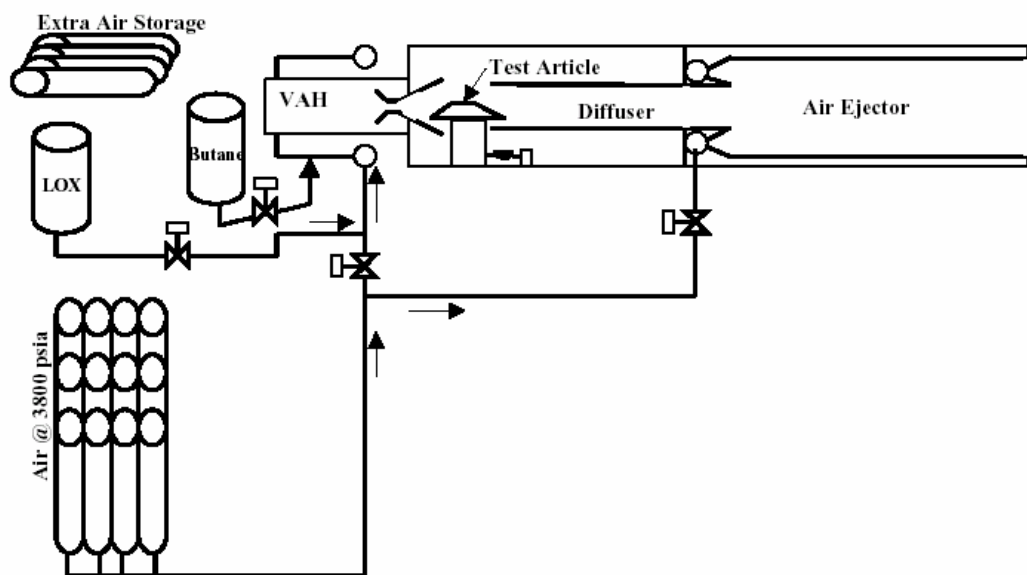 Extra Air Storage
VAH
Test Article
Diffuser
Air Ejector
Butane
LOX
Air @ 3800 psia